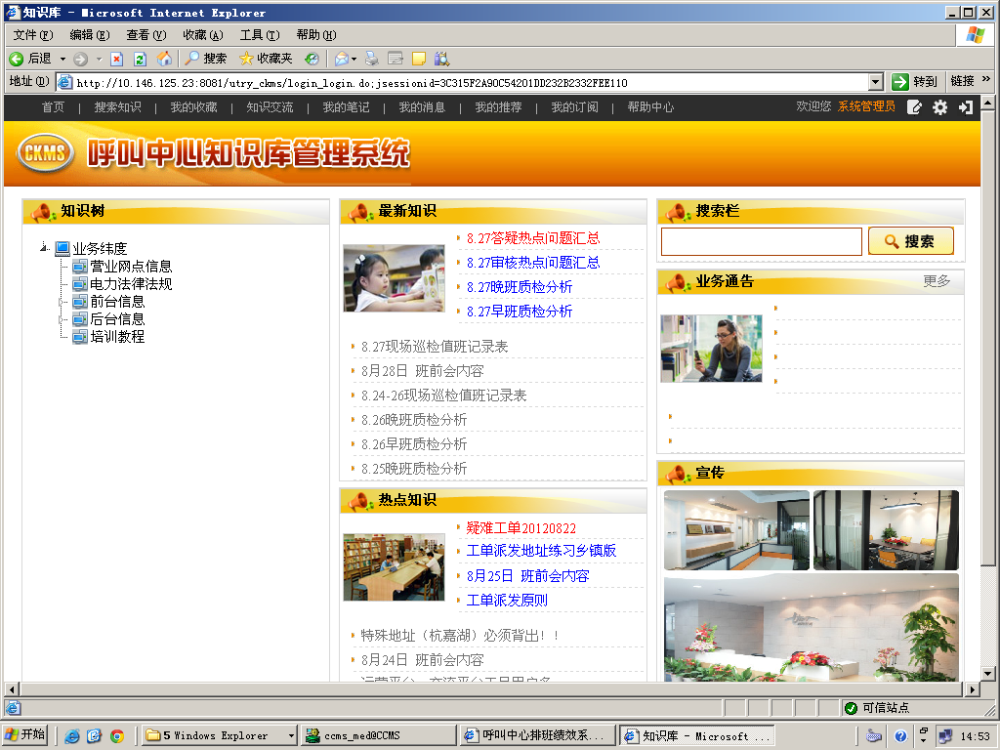 知识库 - Microsoft Internet Explorer
文件(F) 编辑(E) 查看(V) 收藏(A) 工具(T) 帮助(H)
后退 搜索 收藏夹
地址(D) http://10.146.125.23:8081/utry_ckms/login_login.do;jsessionid=3C315F2A90C54201DD232B2332FEE110 转到 链接 »
首页 | 搜索知识 | 我的收藏 | 知识交流 | 我的笔记 | 我的消息 | 我的推荐 | 我的订阅 | 帮助中心 欢迎您 系统管理员
CKMS 呼叫中心知识库管理系统
知识树
业务纬度
营业网点信息
电力法律法规
前台信息
后台信息
培训教程
最新知识
8.27答疑热点问题汇总
8.27审核热点问题汇总
8.27晚班质检分析
8.27早班质检分析
8.27现场巡检值班记录表
8月28日 班前会内容
8.24-26现场巡检值班记录表
8.26晚班质检分析
8.26早班质检分析
8.25晚班质检分析
热点知识
疑难工单20120822
工单派发地址练习乡镇版
8月25日 班前会内容
工单派发原则
特殊地址（杭嘉湖）必须背出！！
8月24日 班前会内容
搜索栏
搜索
业务通告 更多
宣传
可信站点
开始 5 Windows Explorer ccms_med@CCMS 呼叫中心排班绩效系... 知识库 - Microsoft ... 14:53